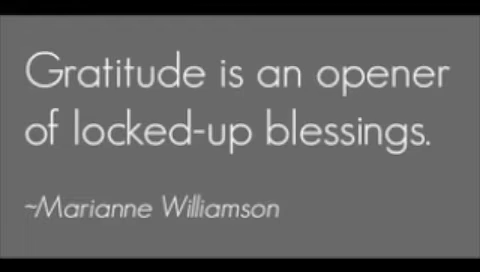 Gratitude is an opener
of locked-up blessings.
~Marianne Williamson